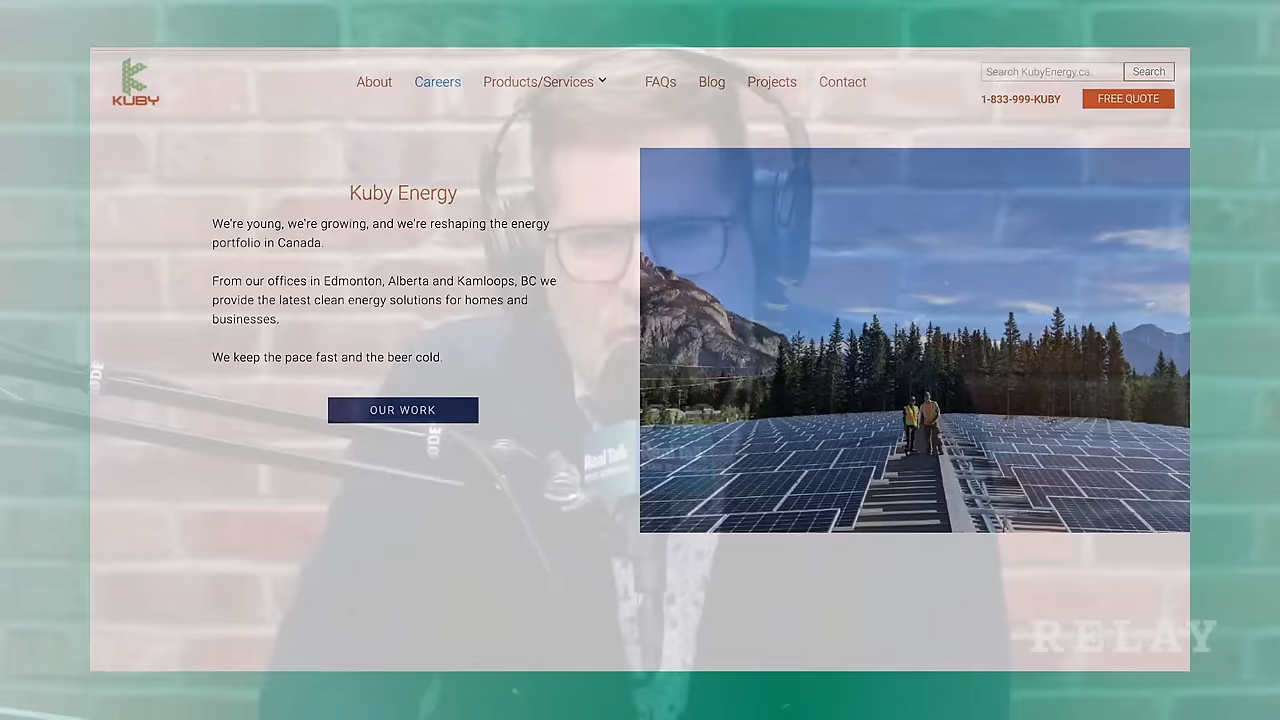 KUBY
About Careers Products/Services FAQs Blog Projects Contact
Search KubyEnergy.ca..
Search
1-833-999-KUBY
FREE QUOTE
Kuby Energy
We're young, we're growing, and we're reshaping the energy
portfolio in Canada.
From our offices in Edmonton, Alberta and Kamloops, BC we
provide the latest clean energy solutions for homes and
businesses.
We keep the pace fast and the beer cold.
OUR WORK
Real Talk
RELAY